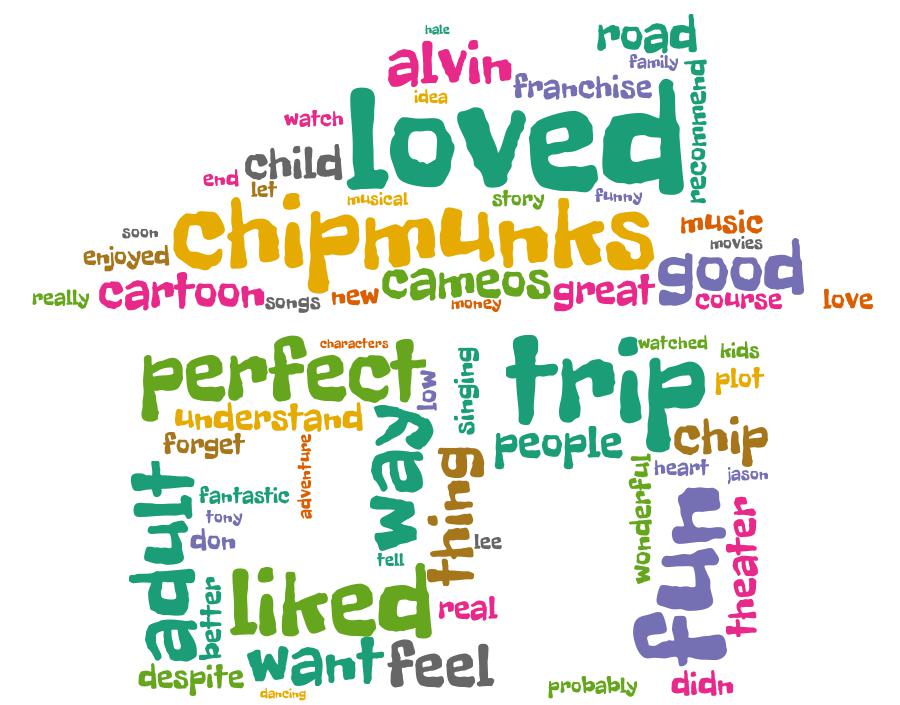 hale
road
alvin
family
franchise
idea
recommend
loved
watch
child
end
let
musical
story
funny
chipmunks
music
soon
movies
enjoyed
good
cameos
really
cartoon
songs
new
money
great
course
love
perfect
characters
trip
watched
kids
low
singing
plot
understand
way
chip
forget
people
adventure
thing
wonderful
heart
jason
adult
fantastic
fun
theater
tony
don
lee
tell
better
liked
real
want
feel
despite
dancing
probably
didn